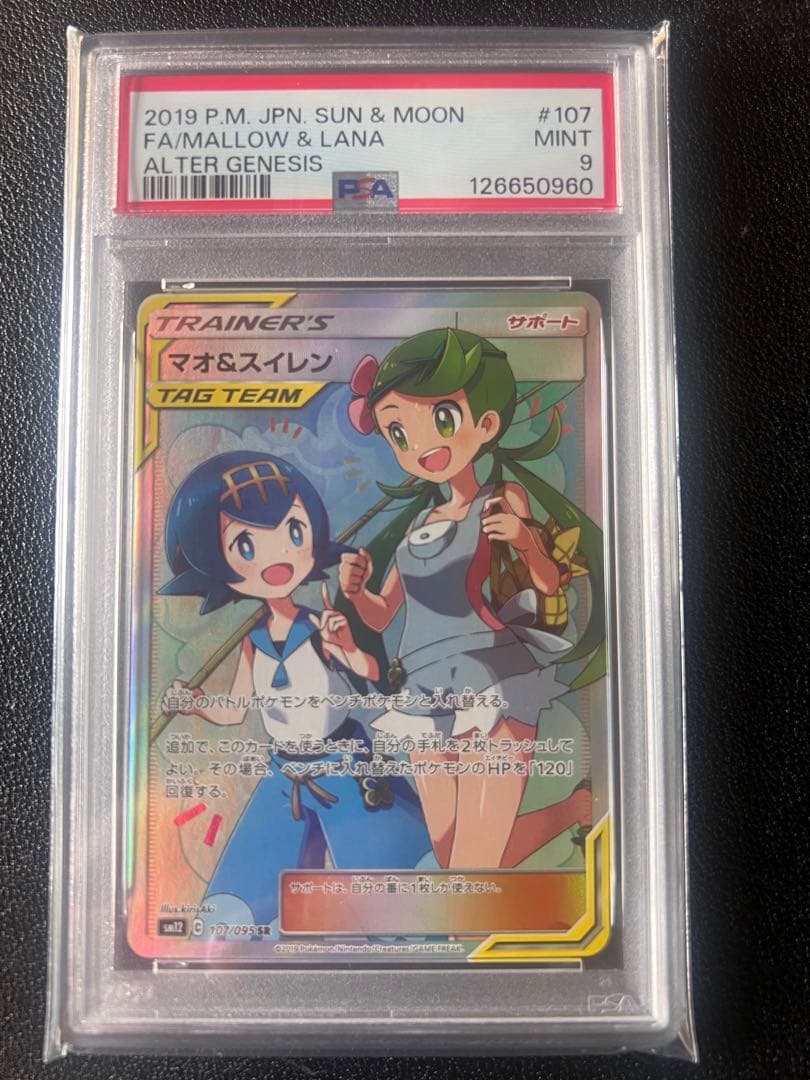 2019 P.M. JPN. SUN & MOON #107
FA/MALLOW & LANA MINT
ALTER GENESIS 9
PSA 126650960
TRAINER'S サポート
マオ&スイレン
TAG TEAM
自分のバトルポケモンをベンチポケモンと入れ替える。
追加で、このカードを使うときに、自分の手札を2枚トラッシュして
よい。その場合、ベンチに入れ替えたポケモンのHPを「120」
回復する。
サポートは、自分の番に1枚しか使えない。
Illus. kirisAki
sm12 C 107/095 SR
©2019 Pokémon/Nintendo/Creatures/GAME FREAK.
PSA